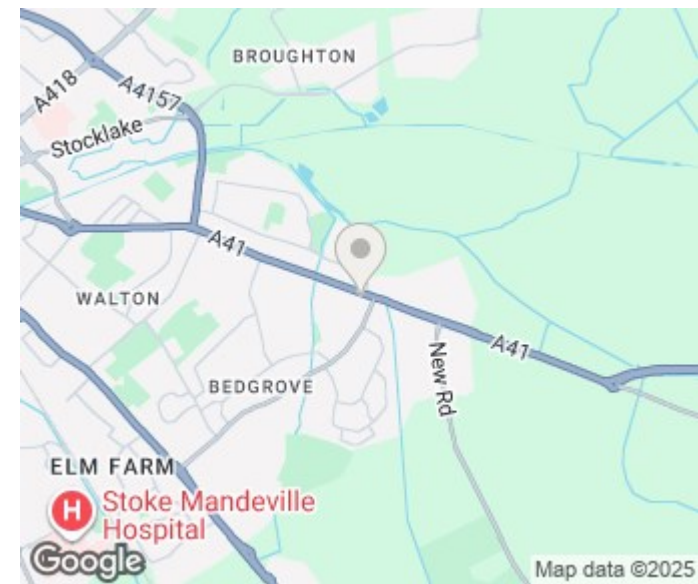 BROUGHTON
A418
A4157
Stocklake
A41
WALTON
A41
New Rd
BEDGROVE
ELM FARM
H
Stoke Mandeville
Hospital
Google
Map data ©2025